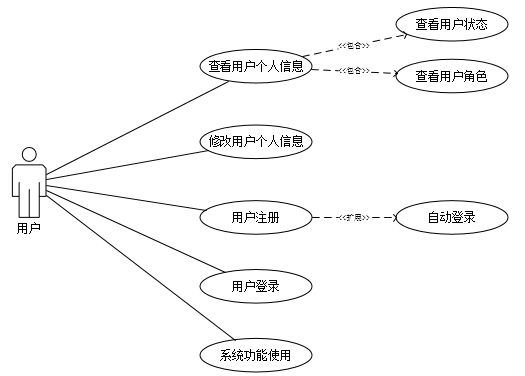 查看用户状态
<<包含>>
查看用户个人信息
<<包含>>
查看用户角色
修改用户个人信息
用户
用户注册
<<扩展>>
自动登录
用户登录
系统功能使用